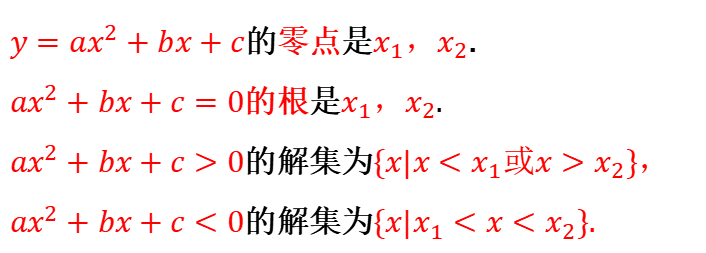 y = ax² + bx + c的零点是x₁，x₂.
ax² + bx + c = 0的根是x₁，x₂.
ax² + bx + c > 0的解集为{x|x < x₁或x > x₂}，
ax² + bx + c < 0的解集为{x|x₁ < x < x₂}.